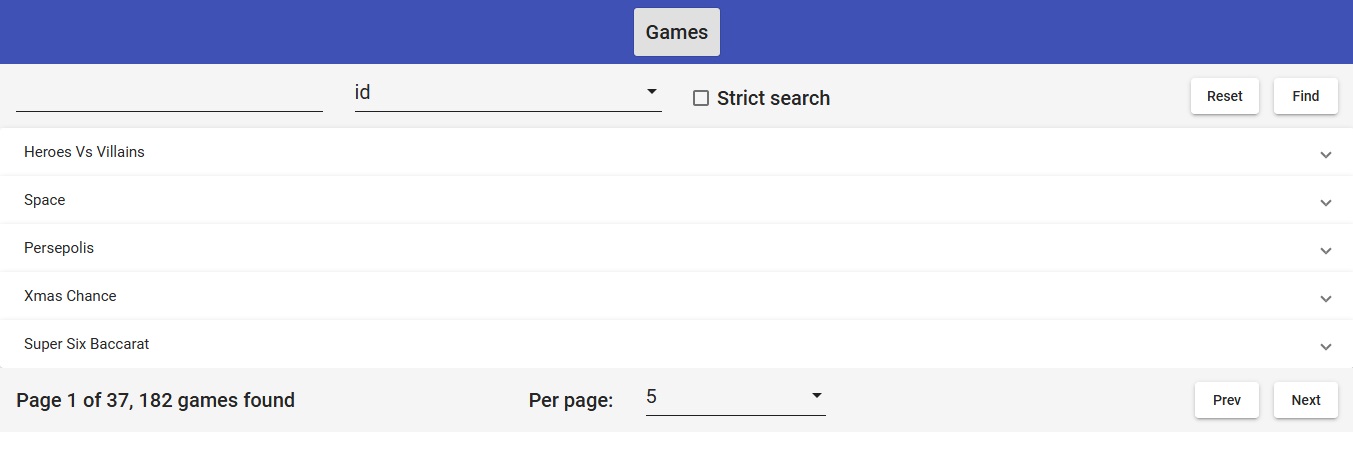 Games
id Strict search Reset Find
Heroes Vs Villains
Space
Persepolis
Xmas Chance
Super Six Baccarat
Page 1 of 37, 182 games found Per page: 5 Prev Next